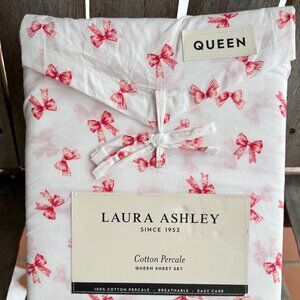 QUEEN
LAURA ASHLEY
SINCE 1953
Cotton Percale
QUEEN SHEET SET
100% COTTON PERCALE • BREATHABLE • EASY CARE